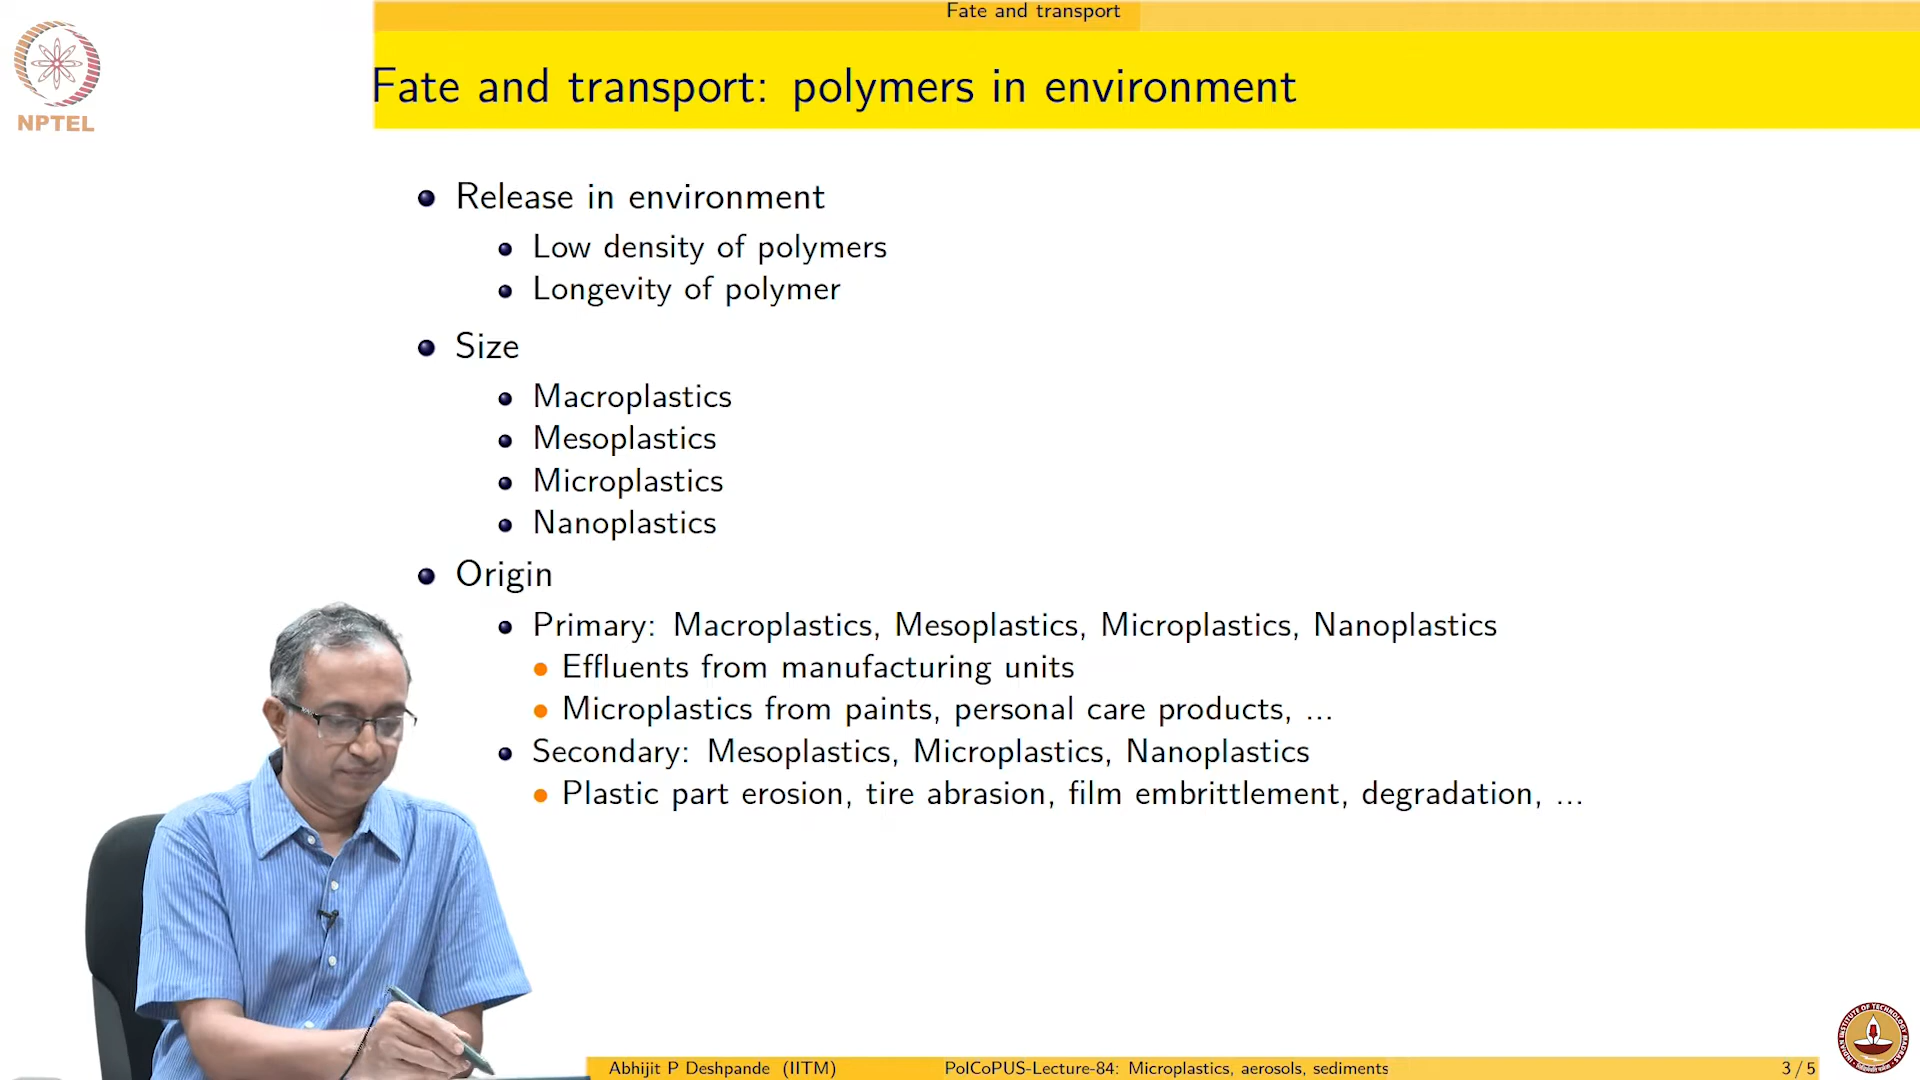 Fate and transport
Fate and transport: polymers in environment
NPTEL
Release in environment
Low density of polymers
Longevity of polymer
Size
Macroplastics
Mesoplastics
Microplastics
Nanoplastics
Origin
Primary: Macroplastics, Mesoplastics, Microplastics, Nanoplastics
Effluents from manufacturing units
Microplastics from paints, personal care products, ...
Secondary: Mesoplastics, Microplastics, Nanoplastics
Plastic part erosion, tire abrasion, film embrittlement, degradation, ...
Abhijit P Deshpande (IITM) PolCoPUS-Lecture-84: Microplastics, aerosols, sediments 3 / 5